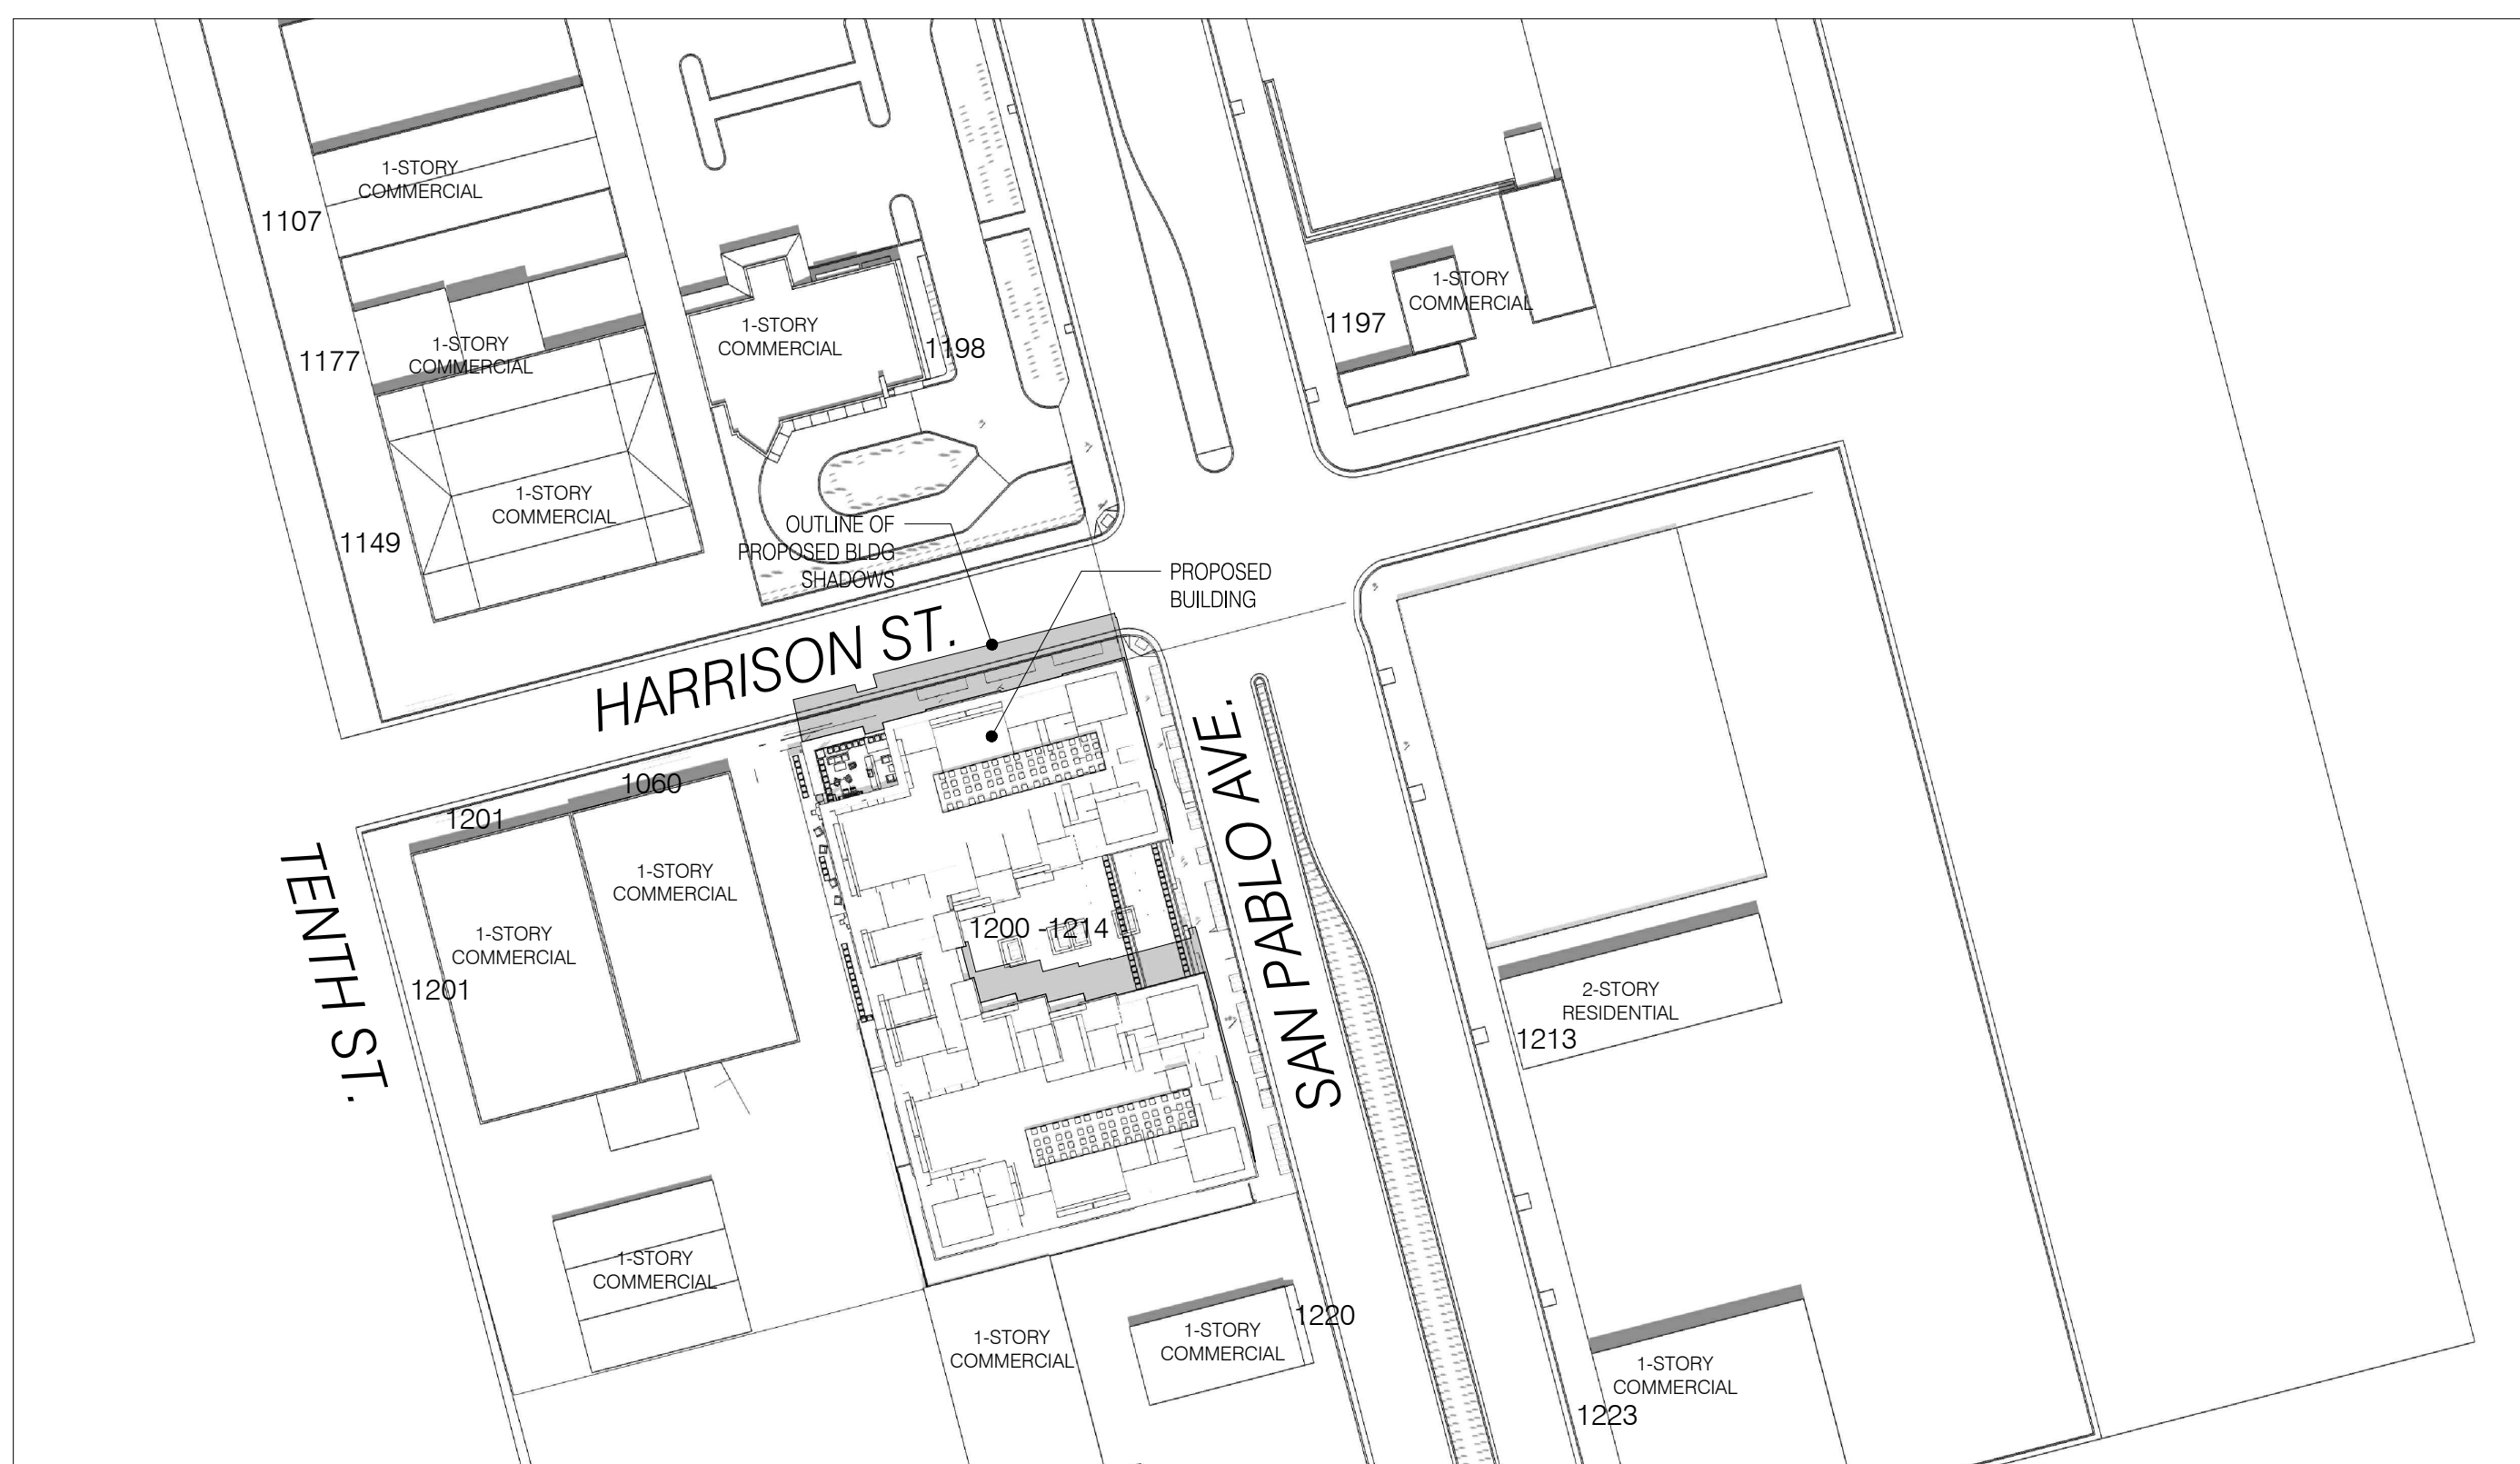 1-STORY
COMMERCIAL
1107
1-STORY
COMMERCIAL
1177
1-STORY
COMMERCIAL
1149
1-STORY
COMMERCIAL
1198
1-STORY
COMMERCIAL
1197
OUTLINE OF
PROPOSED BLDG
SHADOWS
PROPOSED
BUILDING
HARRISON ST.
SAN PABLO AVE.
TENTH ST.
1060
1201
1-STORY
COMMERCIAL
1-STORY
COMMERCIAL
1201
1200 - 1214
2-STORY
RESIDENTIAL
1213
1-STORY
COMMERCIAL
1-STORY
COMMERCIAL
1-STORY
COMMERCIAL
1220
1-STORY
COMMERCIAL
1223